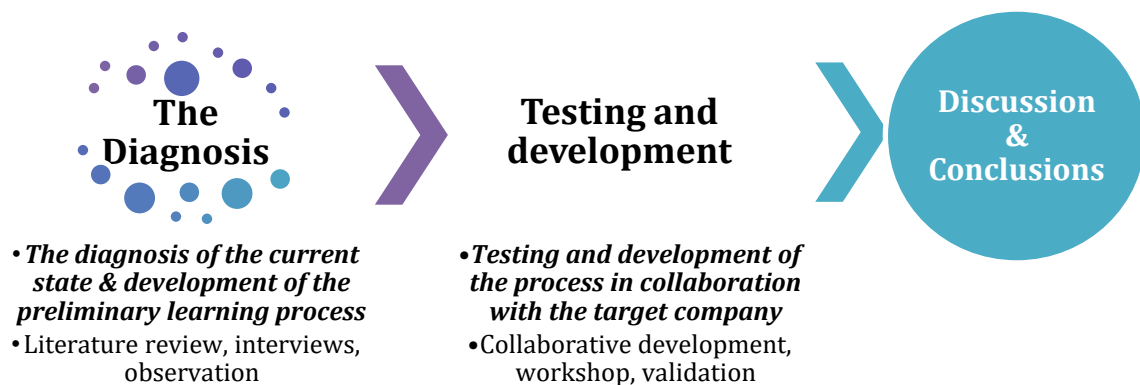 The
Diagnosis
•The diagnosis of the current
state & development of the
preliminary learning process
•Literature review, interviews,
observation
Testing and
development
•Testing and development of
the process in collaboration
with the target company
•Collaborative development,
workshop, validation
Discussion
&
Conclusions